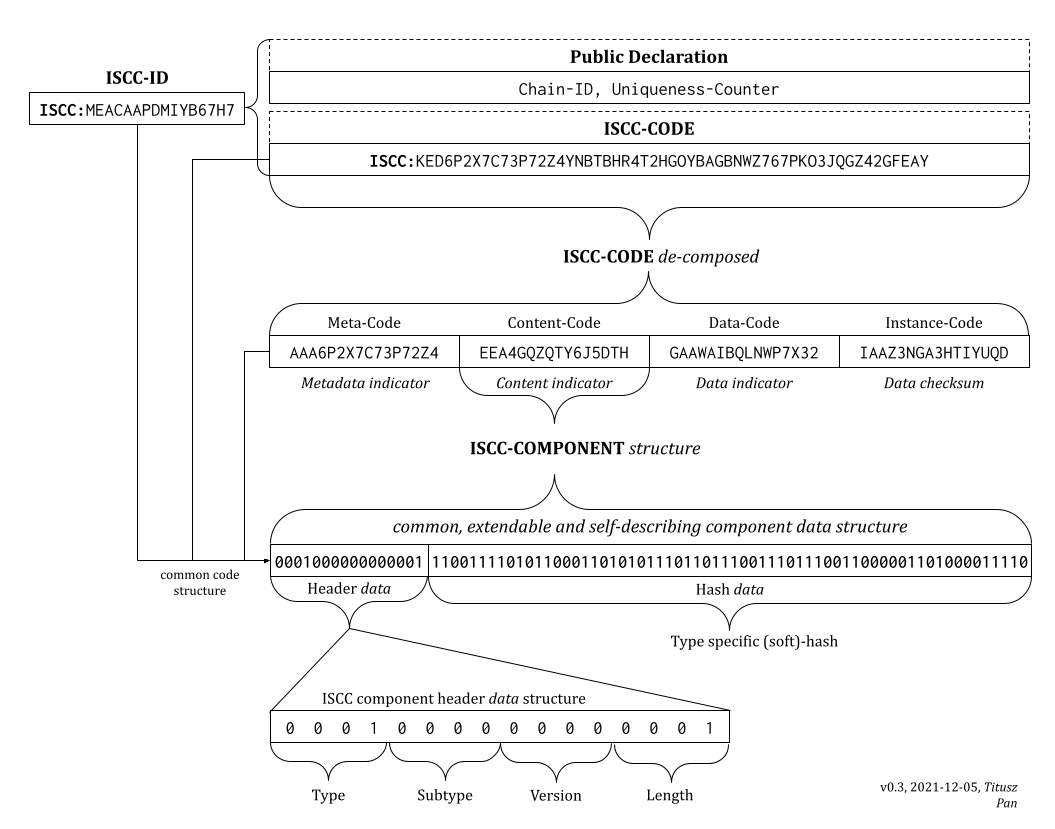 ISCC-ID
ISCC:MEACAAPDMIYB67H7
Public Declaration
Chain-ID, Uniqueness-Counter
ISCC-CODE
ISCC:KED6P2X7C73P72Z4YNBTBHR4T2HGOYBAGBNWZ767PKO3JQGZ42GFEAY
ISCC-CODE de-composed
Meta-Code Content-Code Data-Code Instance-Code
AAA6P2X7C73P72Z4 EEA4GQZQTY6J5DTH GAAWAIBQLNWP7X32 IAAZ3NGA3HTIYUQD
Metadata indicator Content indicator Data indicator Data checksum
ISCC-COMPONENT structure
common, extendable and self-describing component data structure
0001000000000001 110011110101100011010101011101101110011101110011000001101000011110
common code
structure
Header data Hash data
Type specific (soft)-hash
ISCC component header data structure
0 0 0 1 0 0 0 0 0 0 0 0 0 0 0 1
Type Subtype Version Length
v0.3, 2021-12-05, Titusz
Pan